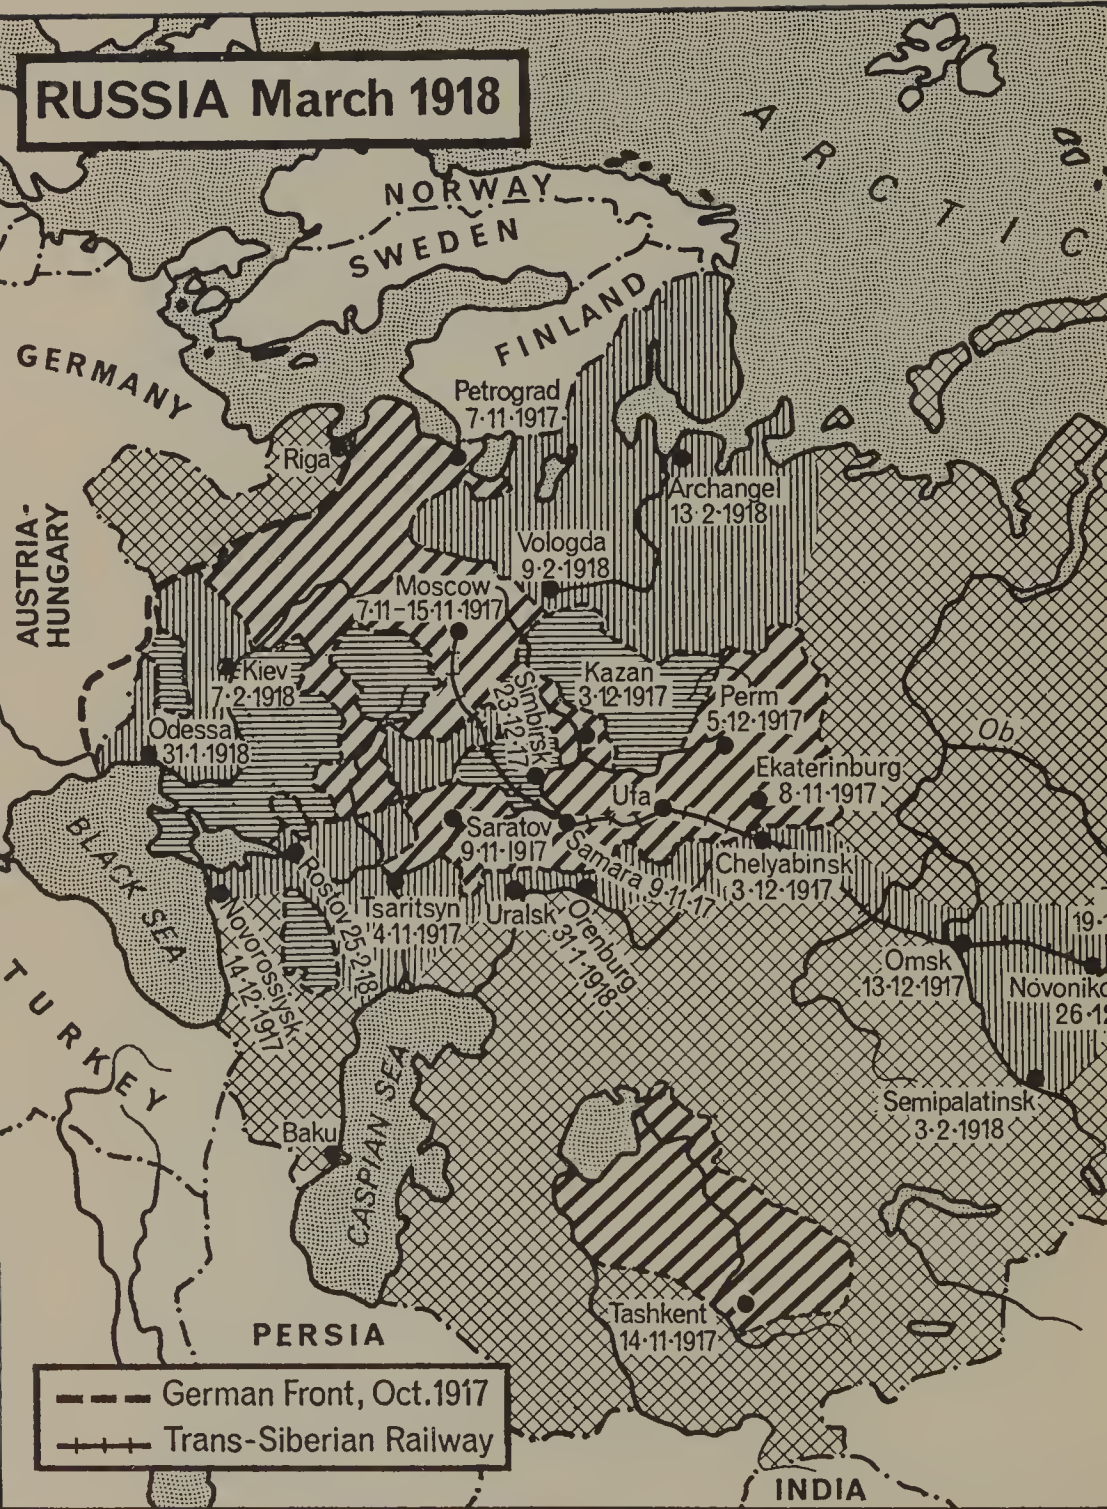 RUSSIA March 1918
ARCTIC
NORWAY
SWEDEN
FINLAND
GERMANY
Petrograd
7·11·1917
Riga
Archangel
13·2·1918
AUSTRIA-
HUNGARY
Vologda
9·2·1918
Moscow
7·11–15·11·1917
Kiev
7·2·1918
Simbirsk
23·12·17
Kazan
3·12·1917
Perm
5·12·1917
Ob
Odessa
31·1·1918
Ekaterinburg
8·11·1917
Ufa
BLACK SEA
Saratov
9·11·1917
Samara 9·11·17
Chelyabinsk
3·12·1917
Rostov 25·2·18
Tsaritsyn
4·11·1917
Uralsk
Orenburg
31·1·1918
Novorossiysk
14·12·1917
Omsk
13·12·1917
19·
Novoniko
26·12
TURKEY
CASPIAN SEA
Semipalatinsk
3·2·1918
Baku
Tashkent
14·11·1917
PERSIA
German Front, Oct.1917
Trans-Siberian Railway
INDIA